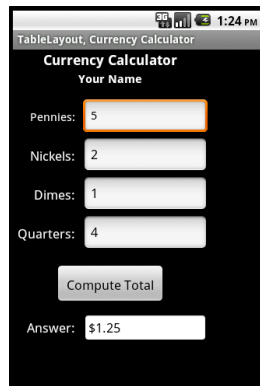 3G 1:24 PM
TableLayout, Currency Calculator
Currency Calculator
Your Name
Pennies: 5
Nickels: 2
Dimes: 1
Quarters: 4
Compute Total
Answer: $1.25